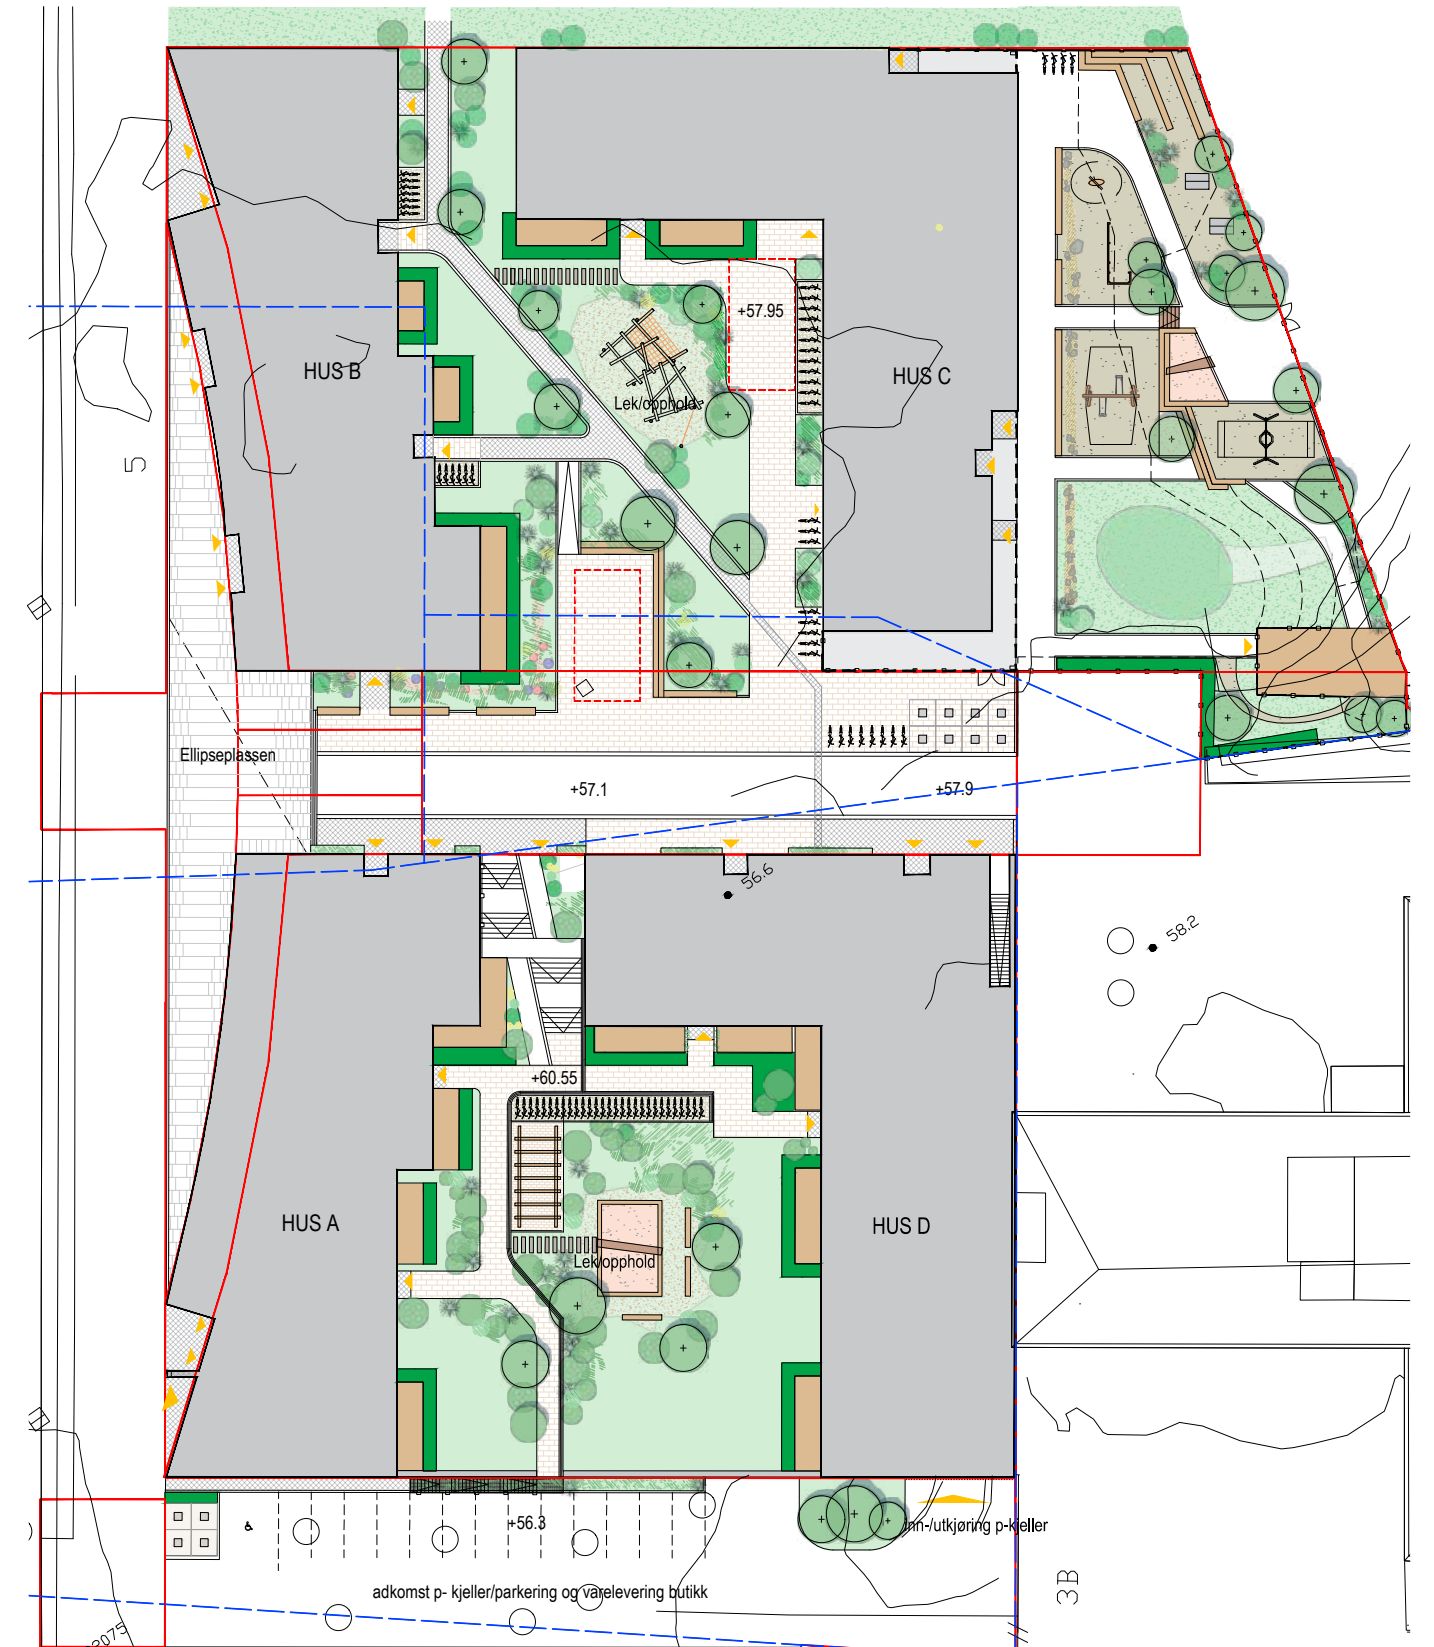 +57.95
HUS B
HUS C
Lek/opphold
5
Ellipseplassen
+57.1
+57.9
56.6
58.2
+60.55
HUS A
HUS D
Lek/opphold
+56.3
inn-/utkjøring p-kjeller
adkomst p- kjeller/parkering og varelevering butikk
3B